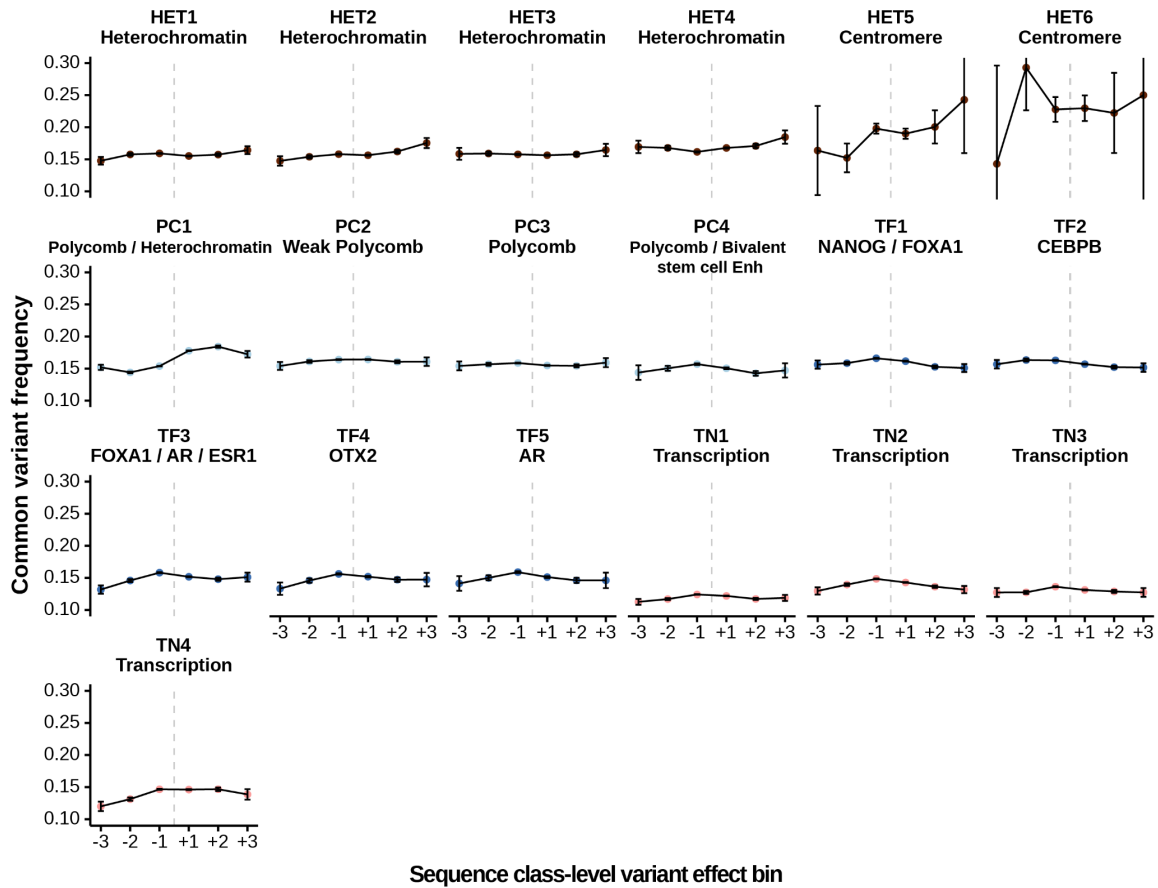 HET1 HET2 HET3 HET4 HET5 HET6
Heterochromatin Heterochromatin Heterochromatin Heterochromatin Centromere Centromere
0.30
0.25
0.20
0.15
0.10
PC1 PC2 PC3 PC4 TF1 TF2
Polycomb / Heterochromatin Weak Polycomb Polycomb Polycomb / Bivalent NANOG / FOXA1 CEBPB
stem cell Enh
0.30
0.25
0.20
0.15
0.10
Common variant frequency
TF3 TF4 TF5 TN1 TN2 TN3
FOXA1 / AR / ESR1 OTX2 AR Transcription Transcription Transcription
0.30
0.25
0.20
0.15
0.10
-3 -2 -1 +1 +2 +3 -3 -2 -1 +1 +2 +3 -3 -2 -1 +1 +2 +3 -3 -2 -1 +1 +2 +3 -3 -2 -1 +1 +2 +3
TN4
Transcription
0.30
0.25
0.20
0.15
0.10
-3 -2 -1 +1 +2 +3
Sequence class-level variant effect bin